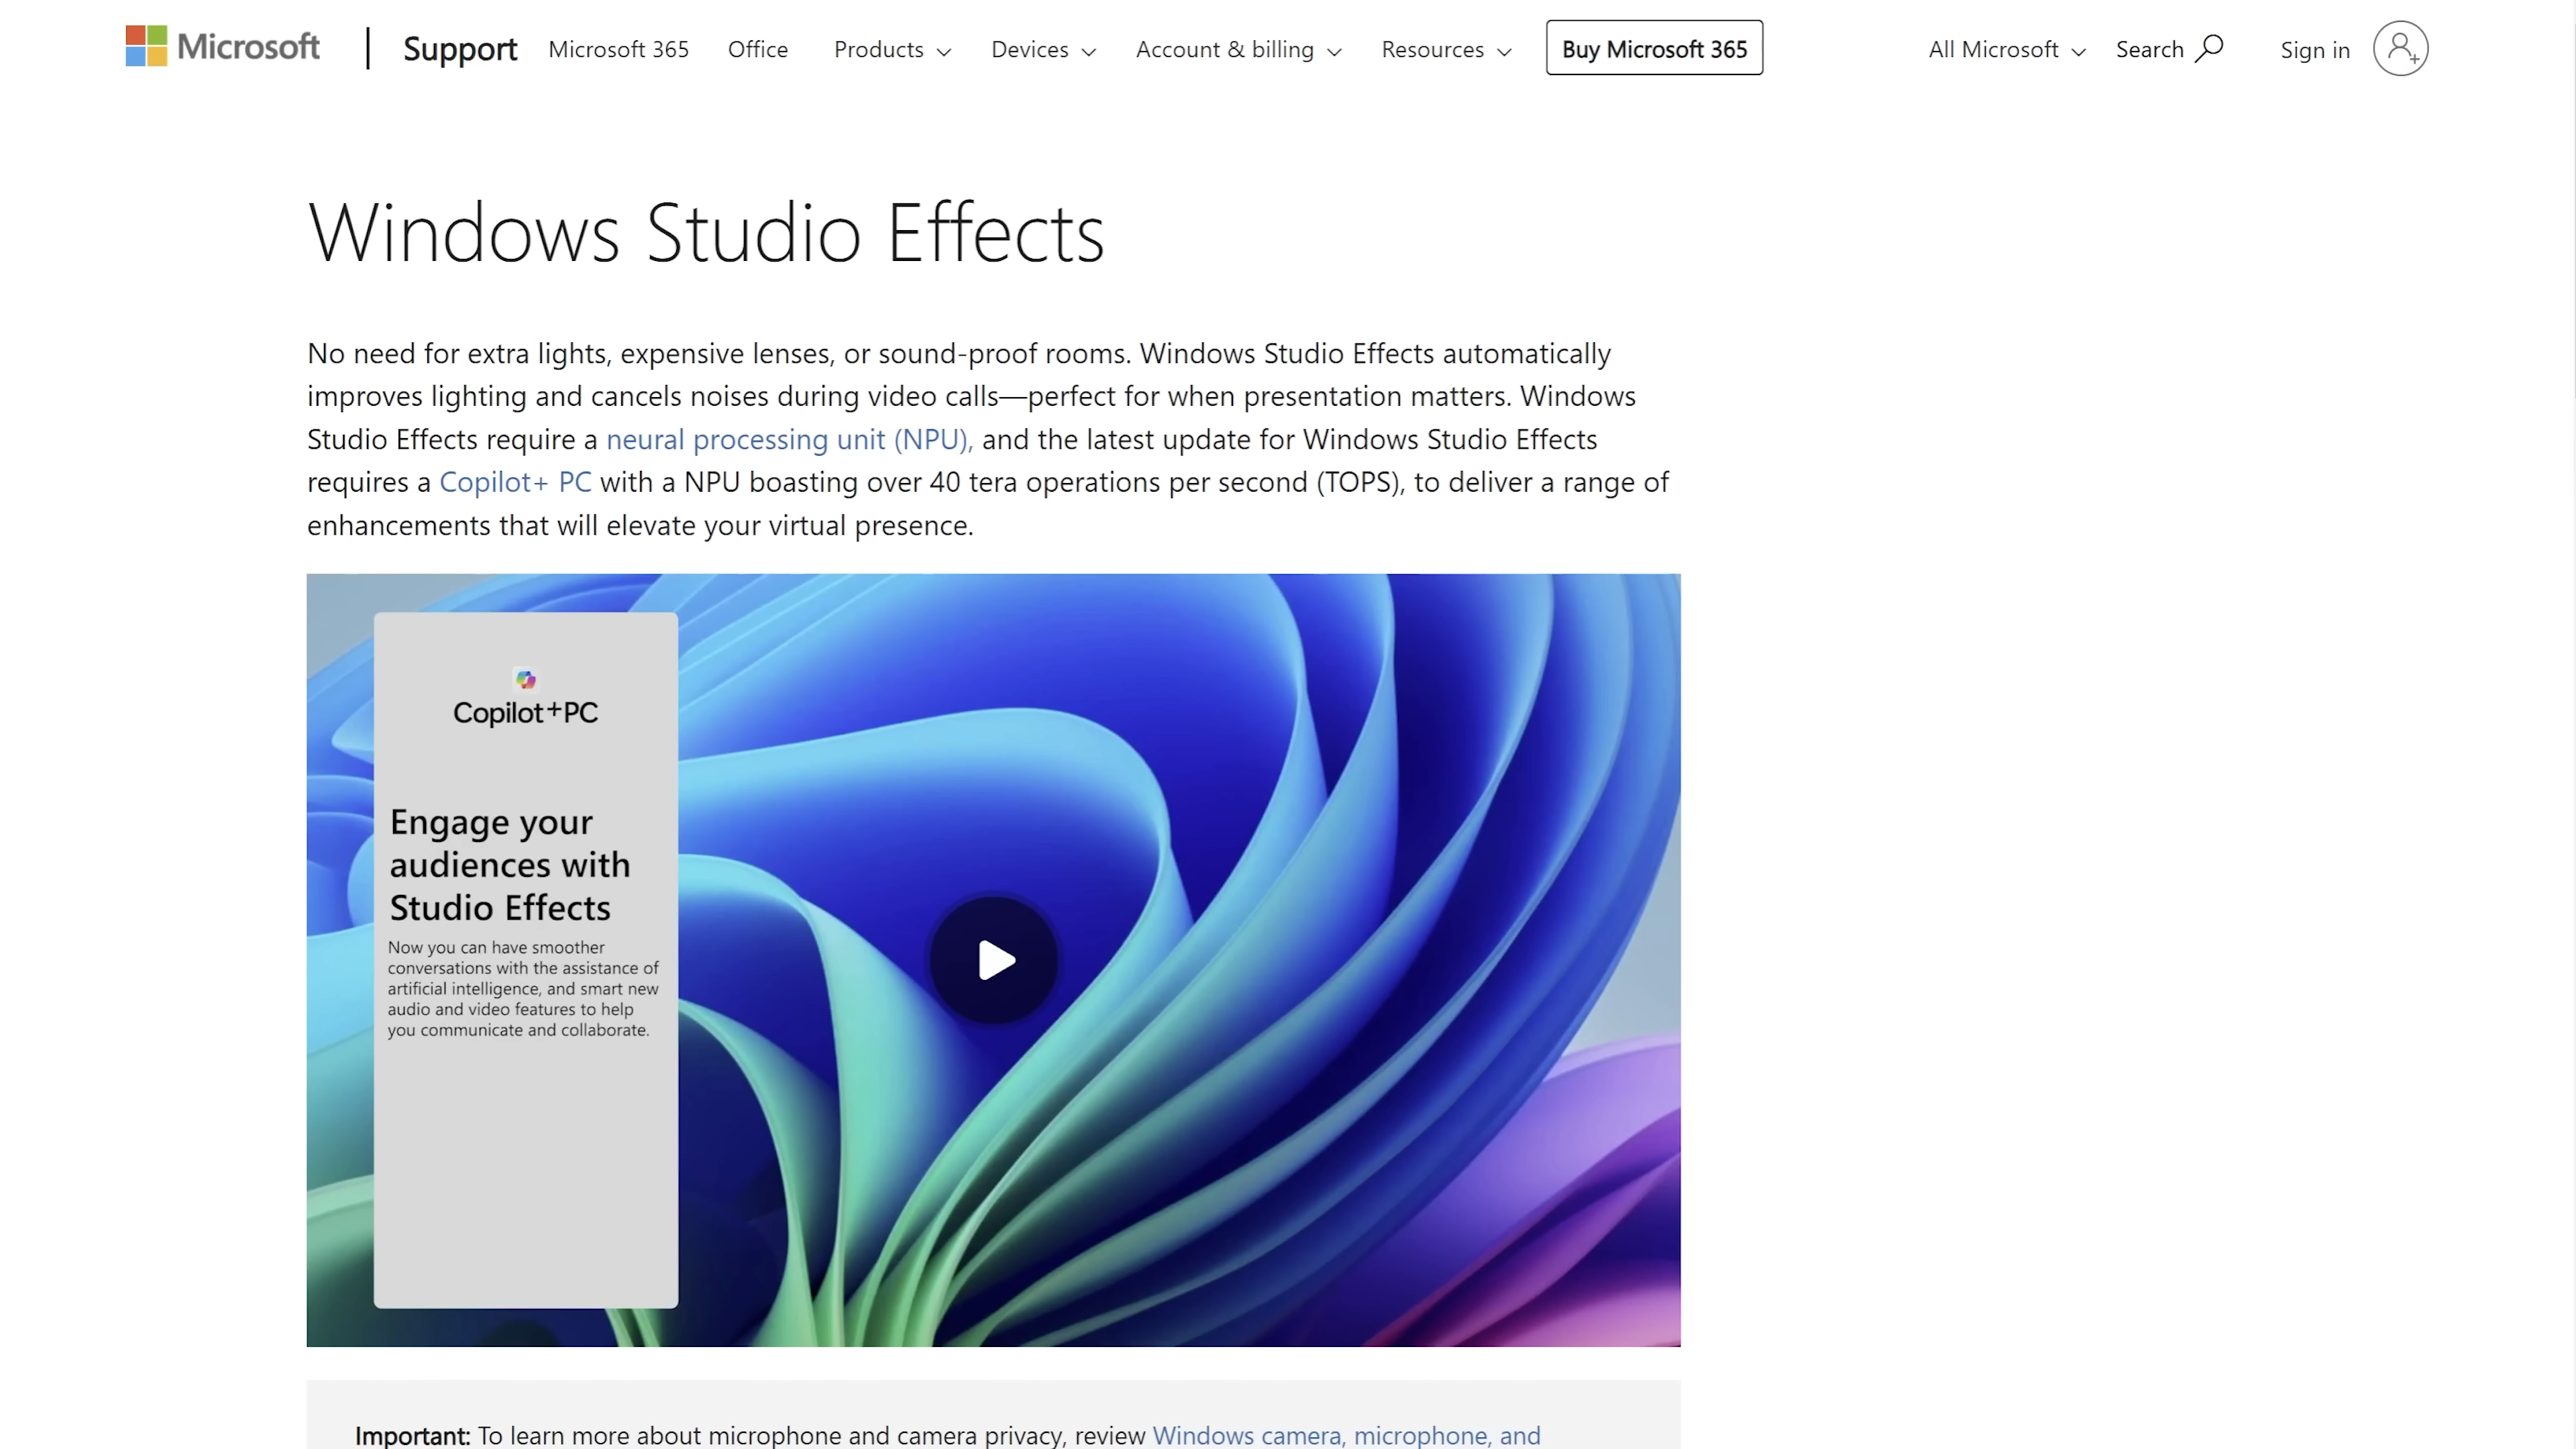 Microsoft | Support Microsoft 365 Office Products Devices Account & billing Resources Buy Microsoft 365 All Microsoft Search Sign in
Windows Studio Effects
No need for extra lights, expensive lenses, or sound-proof rooms. Windows Studio Effects automatically
improves lighting and cancels noises during video calls—perfect for when presentation matters. Windows
Studio Effects require a neural processing unit (NPU), and the latest update for Windows Studio Effects
requires a Copilot+ PC with a NPU boasting over 40 tera operations per second (TOPS), to deliver a range of
enhancements that will elevate your virtual presence.
Copilot+PC
Engage your
audiences with
Studio Effects
Now you can have smoother
conversations with the assistance of
artificial intelligence, and smart new
audio and video features to help
you communicate and collaborate.
Important: To learn more about microphone and camera privacy, review Windows camera, microphone, and